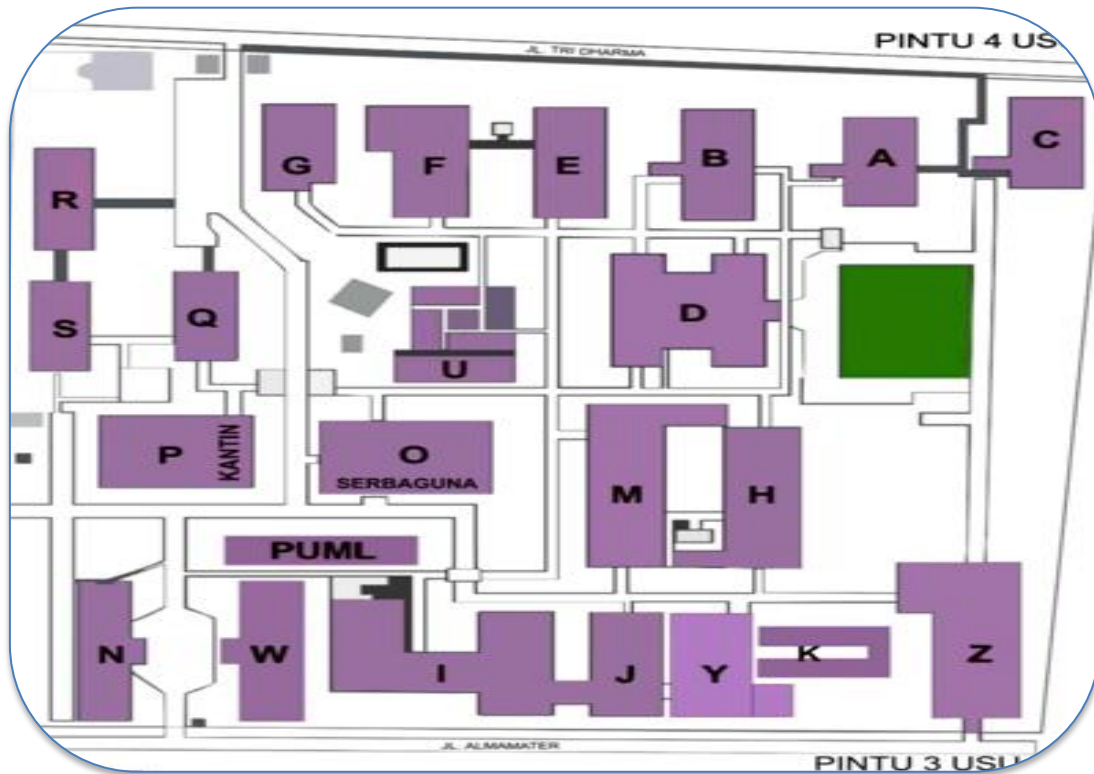 JL. TRI DHARMA
PINTU 4 US
C
G
F
E
B
A
R
S
Q
D
U
P
KANTIN
O
SERBAGUNA
M
H
PUML
N
W
I
J
Y
K
Z
JL. ALMAMATER
PINTU 3 USU